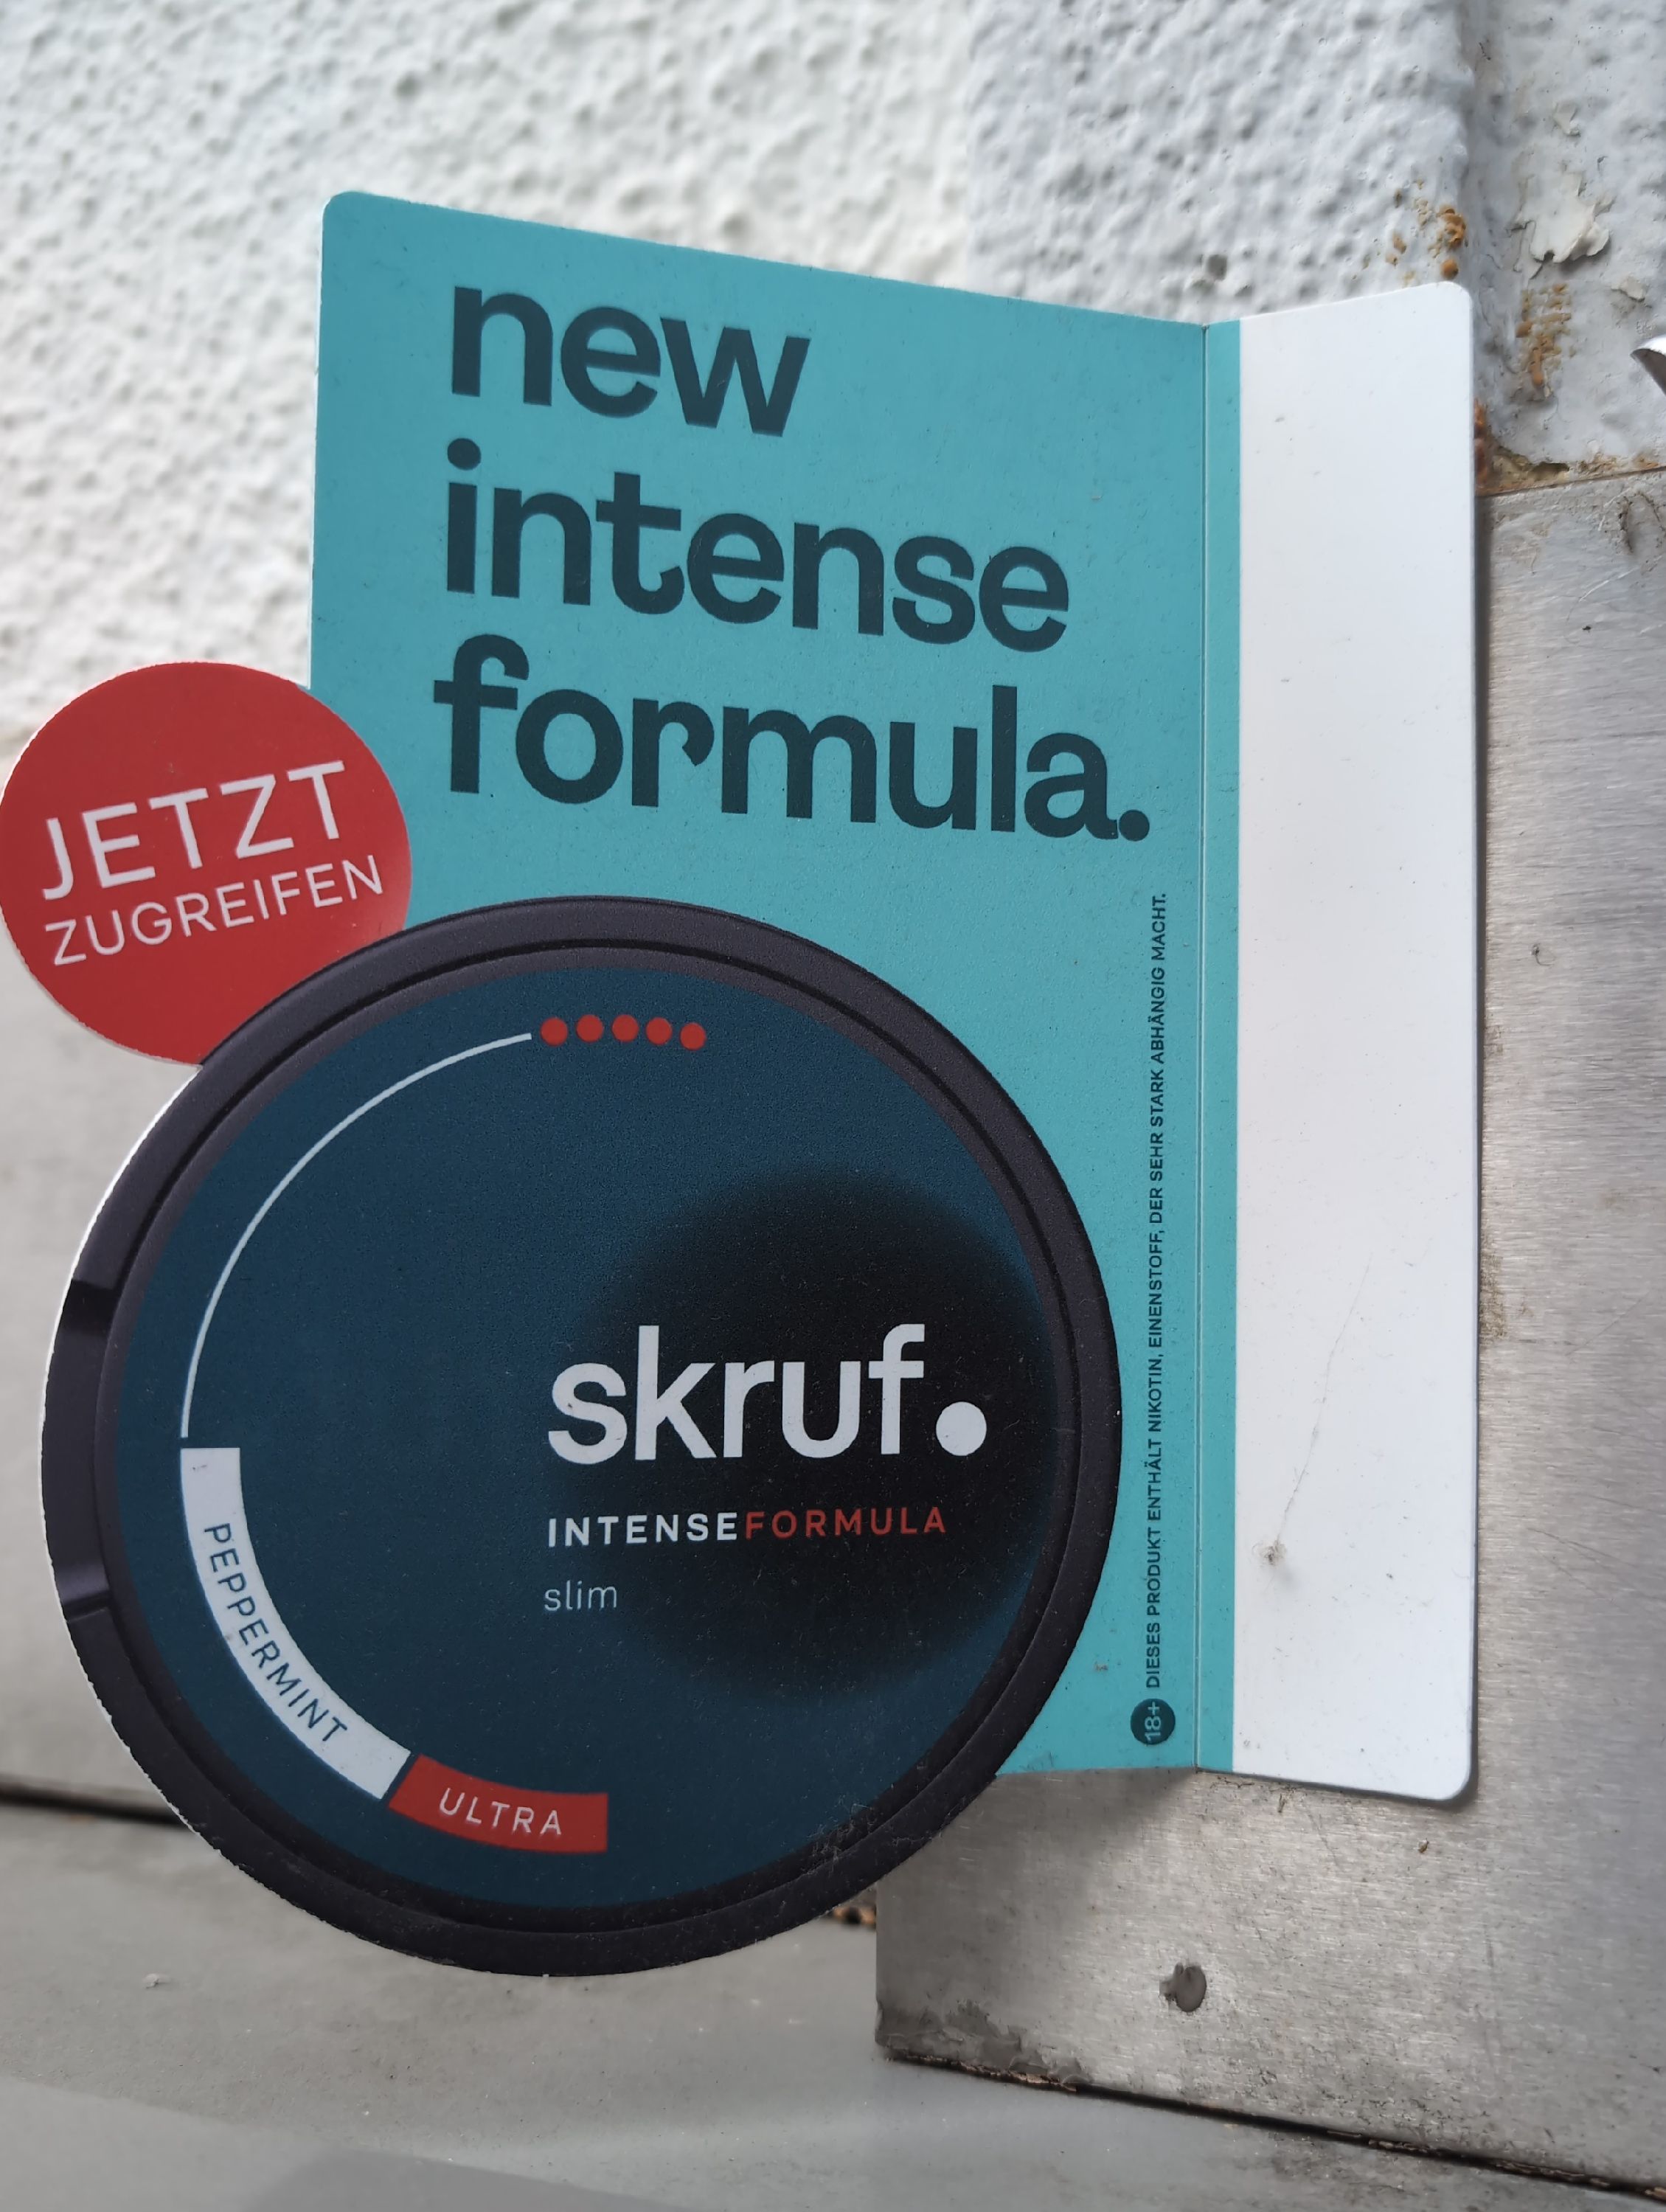 new
intense
formula.
JETZT
ZUGREIFEN
skruf.
INTENSEFORMULA
slim
PEPPERMINT
ULTRA
18+ DIESES PRODUKT ENTHÄLT NIKOTIN, EINENSTOFF, DER SEHR STARK ABHÄNGIG MACHT.